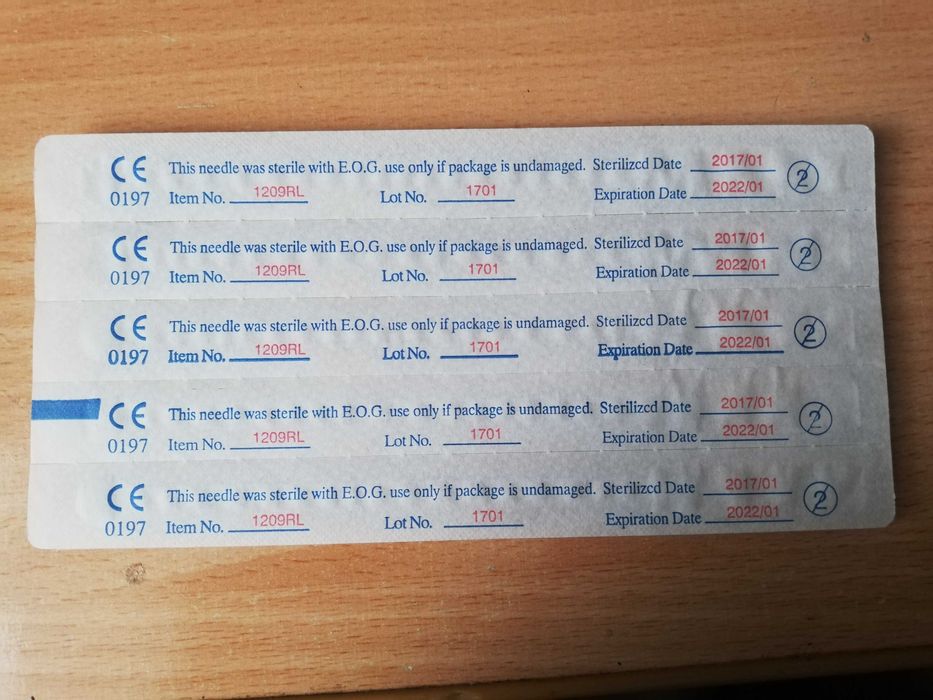 CE This needle was sterile with E.O.G. use only if package is undamaged. Sterilizcd Date 2017/01
0197 Item No. 1209RL Lot No. 1701 Expiration Date 2022/01 2
CE This needle was sterile with E.O.G. use only if package is undamaged. Sterilizcd Date 2017/01
0197 Item No. 1209RL Lot No. 1701 Expiration Date 2022/01 2
CE This needle was sterile with E.O.G. use only if package is undamaged. Sterilizcd Date 2017/01
0197 Item No. 1209RL Lot No. 1701 Expiration Date 2022/01 2
CE This needle was sterile with E.O.G. use only if package is undamaged. Sterilizcd Date 2017/01
0197 Item No. 1209RL Lot No. 1701 Expiration Date 2022/01 2
CE This needle was sterile with E.O.G. use only if package is undamaged. Sterilizcd Date 2017/01
0197 Item No. 1209RL Lot No. 1701 Expiration Date 2022/01 2